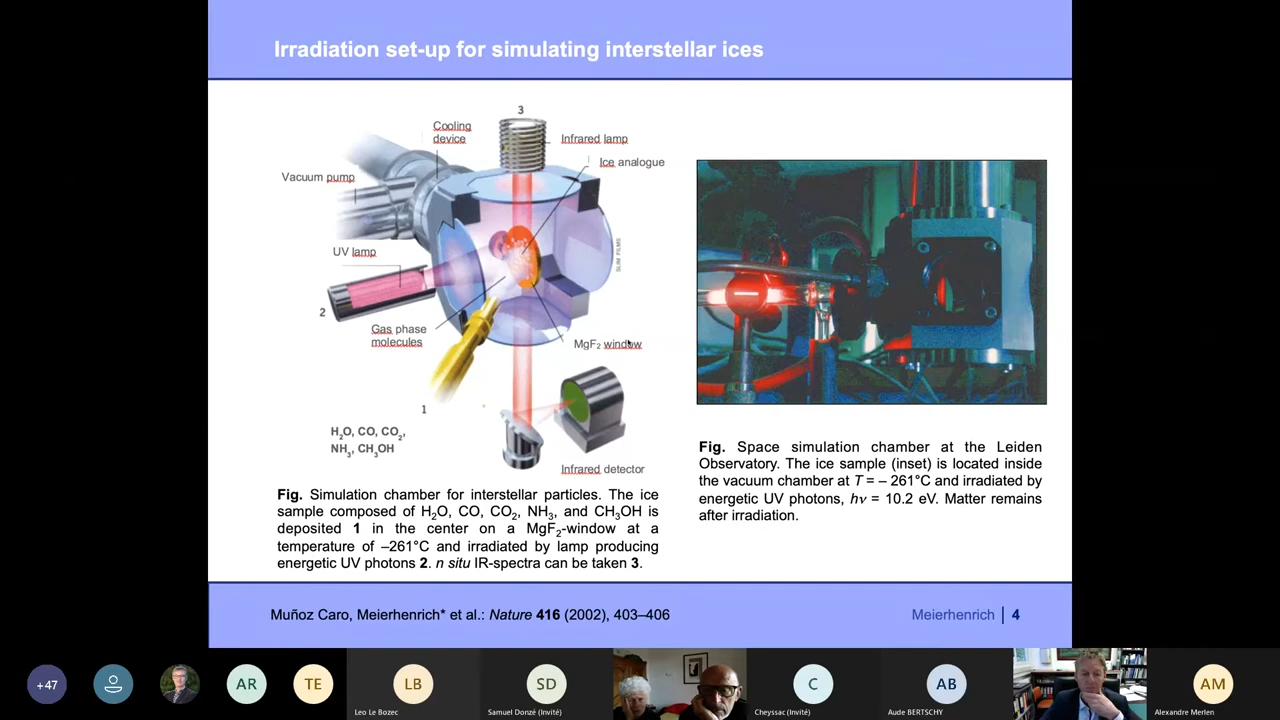 Irradiation set-up for simulating interstellar ices
3
Cooling
device
Infrared lamp
Ice analogue
Vacuum pump
UV lamp
SLIM FILMS
2
Gas phase
molecules
MgF₂ window
1
H₂O, CO, CO₂,
NH₃, CH₃OH
Infrared detector
Fig. Simulation chamber for interstellar particles. The ice
sample composed of H₂O, CO, CO₂, NH₃, and CH₃OH is
deposited 1 in the center on a MgF₂-window at a
temperature of –261°C and irradiated by lamp producing
energetic UV photons 2. n situ IR-spectra can be taken 3.
Fig. Space simulation chamber at the Leiden
Observatory. The ice sample (inset) is located inside
the vacuum chamber at T = – 261°C and irradiated by
energetic UV photons, hν = 10.2 eV. Matter remains
after irradiation.
Muñoz Caro, Meierhenrich* et al.: Nature 416 (2002), 403–406
Meierhenrich | 4
+47
AR
TE
LB
Leo Le Bozec
SD
Samuel Donzé (Invité)
C
Cheyssac (Invité)
AB
Aude BERTSCHY
AM
Alexandre Merlen